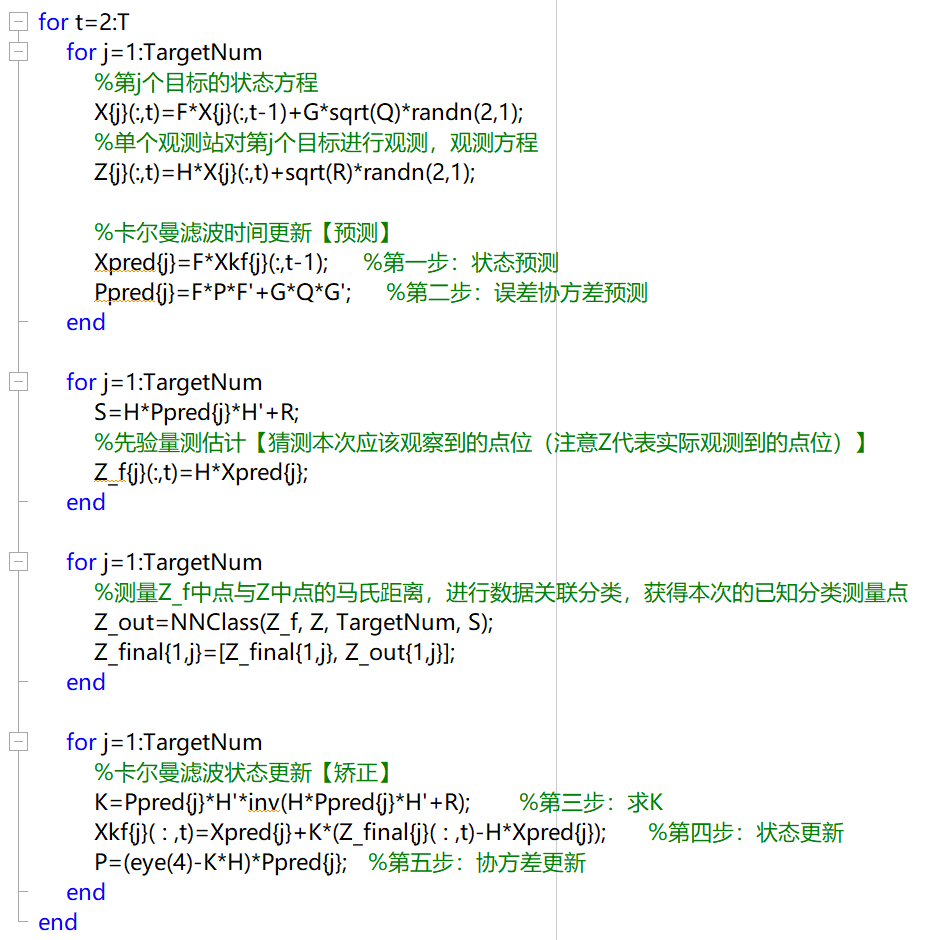 for t=2:T
for j=1:TargetNum
%第j个目标的状态方程
X{j}(:,t)=F*X{j}(:,t-1)+G*sqrt(Q)*randn(2,1);
%单个观测站对第j个目标进行观测，观测方程
Z{j}(:,t)=H*X{j}(:,t)+sqrt(R)*randn(2,1);
%卡尔曼滤波时间更新【预测】
Xpred{j}=F*Xkf{j}(:,t-1); %第一步：状态预测
Ppred{j}=F*P*F'+G*Q*G'; %第二步：误差协方差预测
end
for j=1:TargetNum
S=H*Ppred{j}*H'+R;
%先验量测估计【猜测本次应该观察到的点位（注意Z代表实际观测到的点位）】
Z_f{j}(:,t)=H*Xpred{j};
end
for j=1:TargetNum
%测量Z_f中点与Z中点的马氏距离，进行数据关联分类，获得本次的已知分类测量点
Z_out=NNClass(Z_f, Z, TargetNum, S);
Z_final{1,j}=[Z_final{1,j}, Z_out{1,j}];
end
for j=1:TargetNum
%卡尔曼滤波状态更新【矫正】
K=Ppred{j}*H'*inv(H*Ppred{j}*H'+R); %第三步：求K
Xkf{j}( : ,t)=Xpred{j}+K*(Z_final{j}( : ,t)-H*Xpred{j}); %第四步：状态更新
P=(eye(4)-K*H)*Ppred{j}; %第五步：协方差更新
end
end